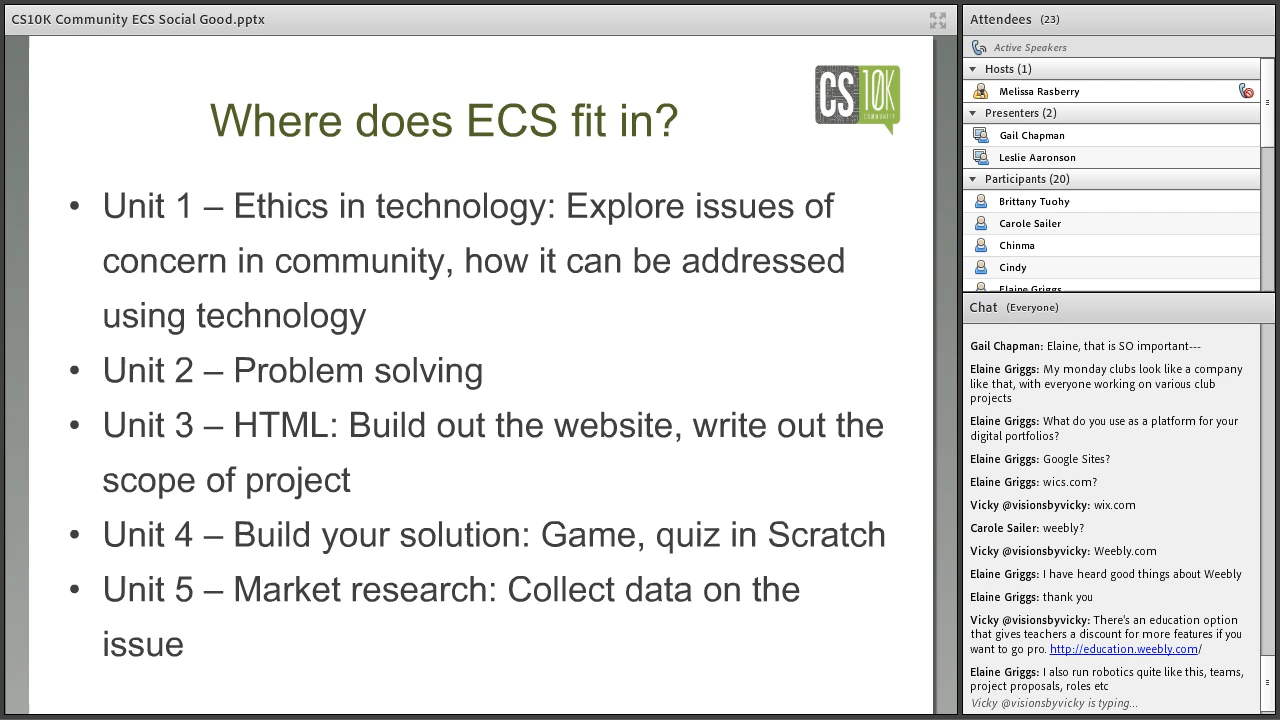 CS10K Community ECS Social Good.pptx
CS 10K
COMMUNITY
Where does ECS fit in?
• Unit 1 – Ethics in technology: Explore issues of
concern in community, how it can be addressed
using technology
• Unit 2 – Problem solving
• Unit 3 – HTML: Build out the website, write out the
scope of project
• Unit 4 – Build your solution: Game, quiz in Scratch
• Unit 5 – Market research: Collect data on the
issue
Attendees (23)
Active Speakers
Hosts (1)
Melissa Rasberry
Presenters (2)
Gail Chapman
Leslie Aaronson
Participants (20)
Brittany Tuohy
Carole Sailer
Chinma
Cindy
Elaine Griggs
Chat (Everyone)
Gail Chapman: Elaine, that is SO important---
Elaine Griggs: My monday clubs look like a company
like that, with everyone working on various club
projects
Elaine Griggs: What do you use as a platform for your
digital portfolios?
Elaine Griggs: Google Sites?
Elaine Griggs: wics.com?
Vicky @visionsbyvicky: wix.com
Carole Sailer: weebly?
Vicky @visionsbyvicky: Weebly.com
Elaine Griggs: I have heard good things about Weebly
Elaine Griggs: thank you
Vicky @visionsbyvicky: There's an education option
that gives teachers a discount for more features if you
want to go pro. http://education.weebly.com/
Elaine Griggs: I also run robotics quite like this, teams,
project proposals, roles etc
Vicky @visionsbyvicky is typing...